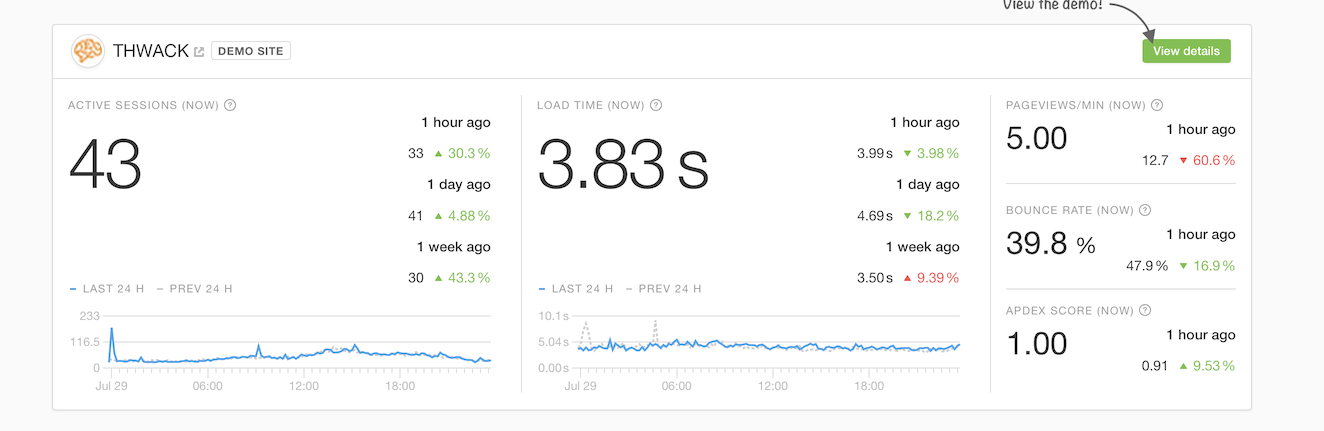 View the demo!
THWACK DEMO SITE
View details
ACTIVE SESSIONS (NOW) ?
43
1 hour ago
33 ▲ 30.3 %
1 day ago
41 ▲ 4.88 %
1 week ago
30 ▲ 43.3 %
LAST 24 H PREV 24 H
233
116.5
0
Jul 29 06:00 12:00 18:00
LOAD TIME (NOW) ?
3.83 s
1 hour ago
3.99 s ▼ 3.98 %
1 day ago
4.69 s ▼ 18.2 %
1 week ago
3.50 s ▲ 9.39 %
LAST 24 H PREV 24 H
10.1 s
5.04 s
0.00 s
Jul 29 06:00 12:00 18:00
PAGEVIEWS/MIN (NOW) ?
5.00
1 hour ago
12.7 ▼ 60.6 %
BOUNCE RATE (NOW) ?
39.8 %
1 hour ago
47.9 % ▼ 16.9 %
APDEX SCORE (NOW) ?
1.00
1 hour ago
0.91 ▲ 9.53 %